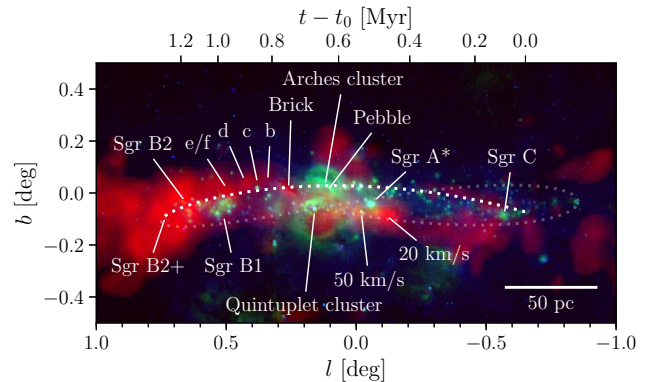 t − t₀ [Myr]
1.2 1.0 0.8 0.6 0.4 0.2 0.0
Arches cluster
Brick
Pebble
Sgr B2
e/f
d
c
b
Sgr A*
Sgr C
Sgr B2+
Sgr B1
50 km/s
20 km/s
Quintuplet cluster
50 pc
b [deg]
0.4
0.2
0.0
−0.2
−0.4
1.0 0.5 0.0 −0.5 −1.0
l [deg]